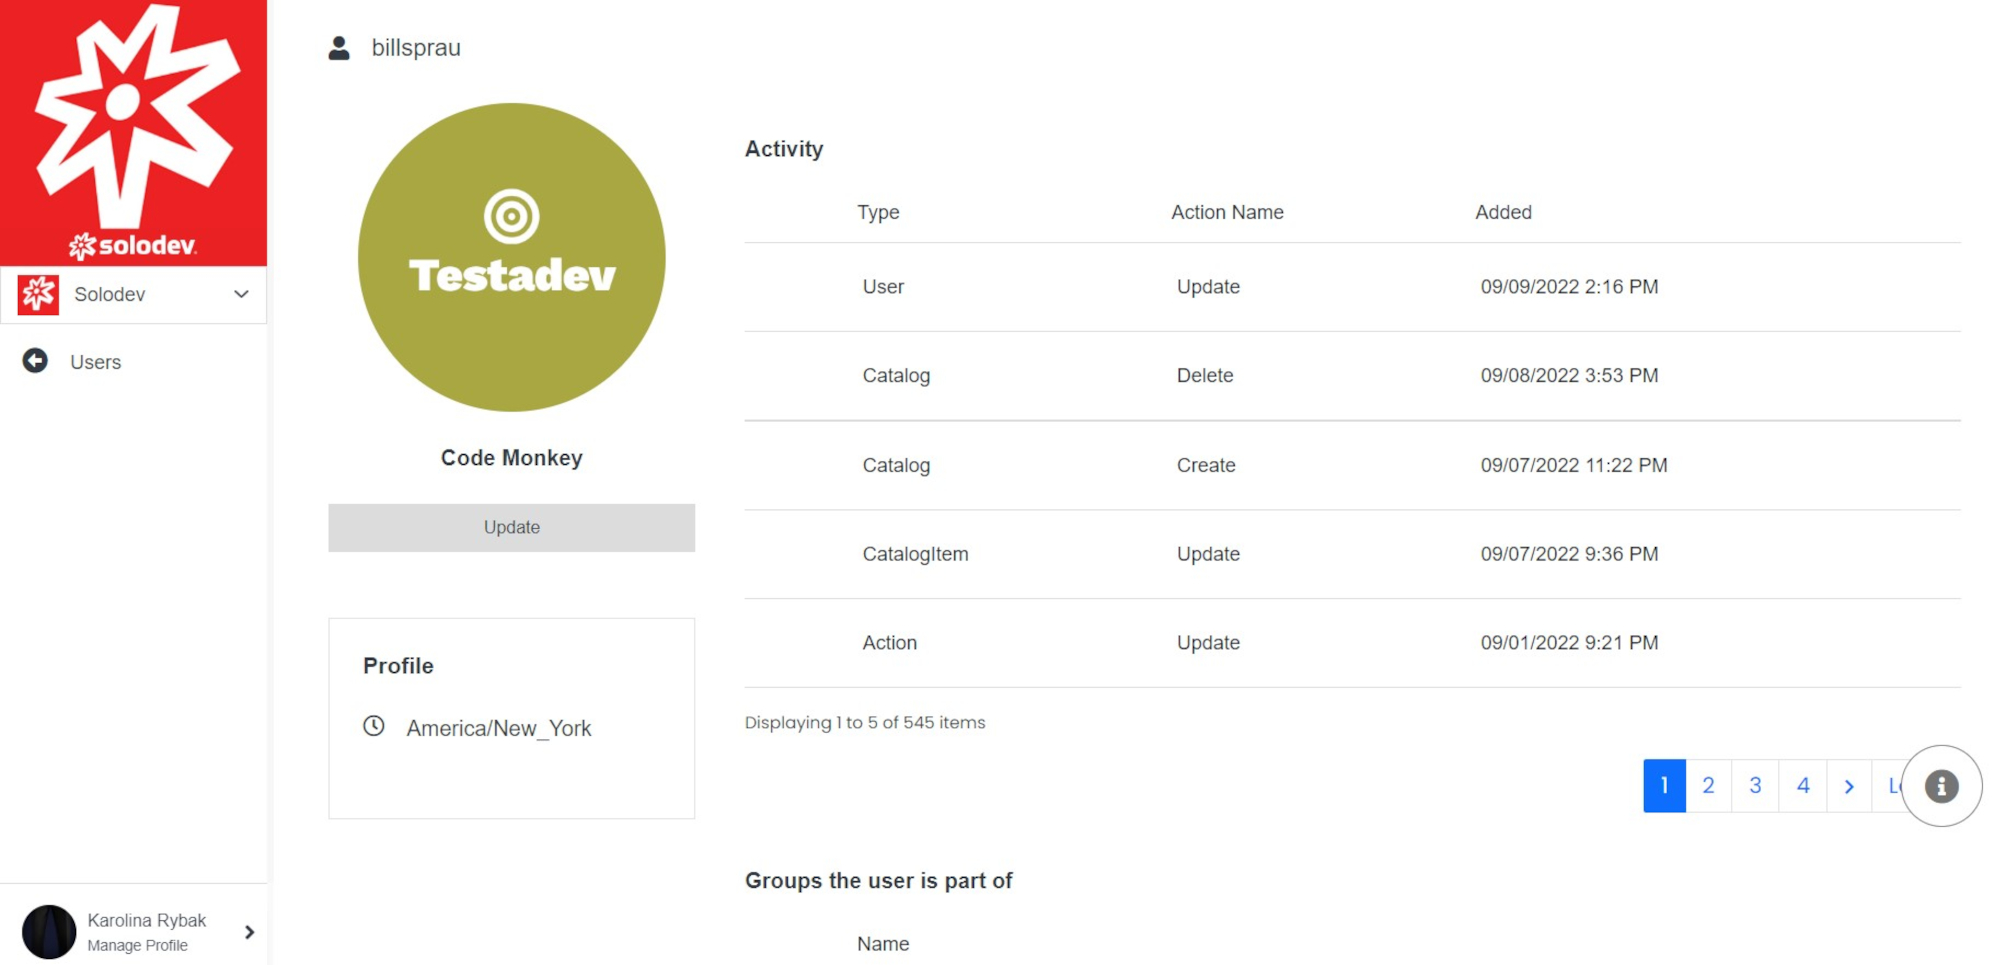 solodev
Solodev
Users
Karolina Rybak
Manage Profile
billsprau
Testadev
Code Monkey
Update
Profile
America/New_York
Activity
Type Action Name Added
User Update 09/09/2022 2:16 PM
Catalog Delete 09/08/2022 3:53 PM
Catalog Create 09/07/2022 11:22 PM
CatalogItem Update 09/07/2022 9:36 PM
Action Update 09/01/2022 9:21 PM
Displaying 1 to 5 of 545 items
1 2 3 4
Groups the user is part of
Name